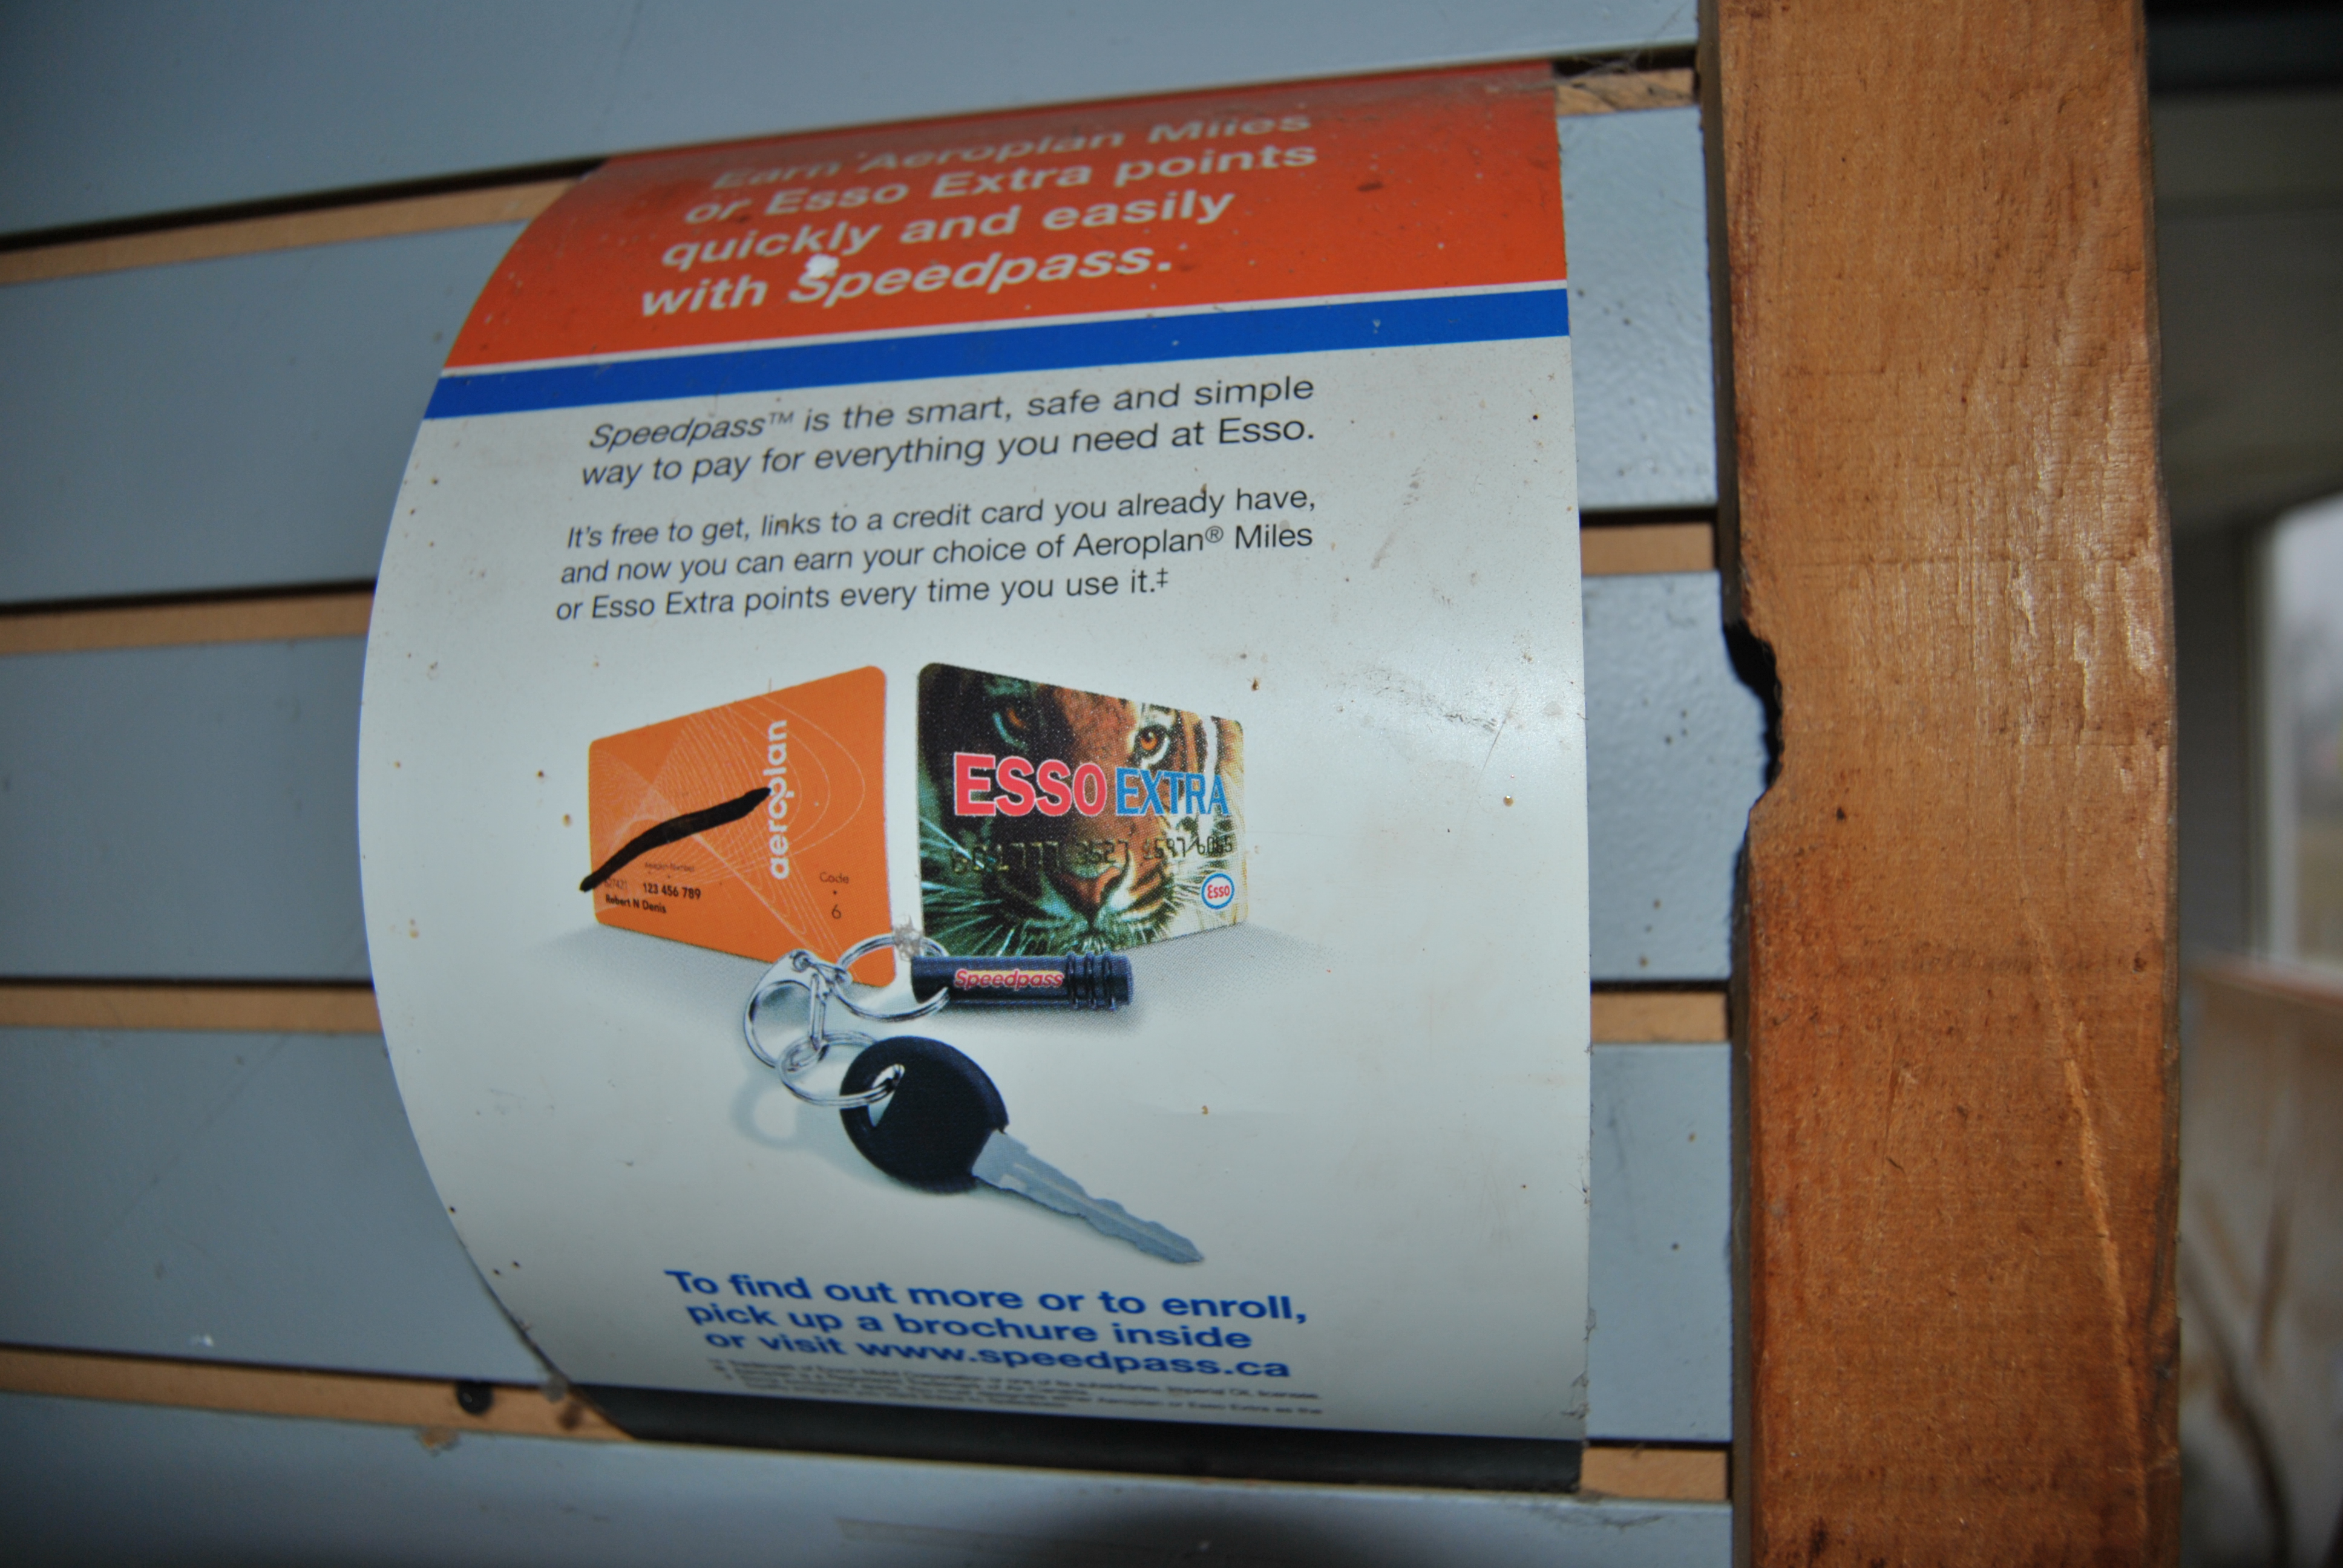 Earn Aeroplan Miles
or Esso Extra points
quickly and easily
with Speedpass.
Speedpass™ is the smart, safe and simple
way to pay for everything you need at Esso.
It's free to get, links to a credit card you already have,
and now you can earn your choice of Aeroplan® Miles
or Esso Extra points every time you use it.‡
aeroplan
123 456 789
Robert N Denis
Code
6
ESSO EXTRA
Esso
Speedpass
To find out more or to enroll,
pick up a brochure inside
or visit www.speedpass.ca